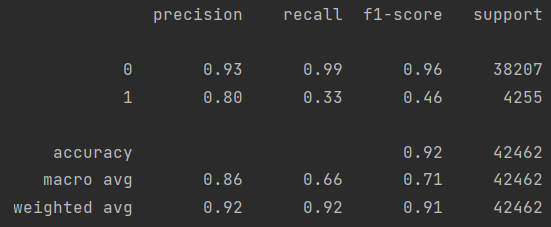 precision recall f1-score support
0 0.93 0.99 0.96 38207
1 0.80 0.33 0.46 4255
accuracy 0.92 42462
macro avg 0.86 0.66 0.71 42462
weighted avg 0.92 0.92 0.91 42462